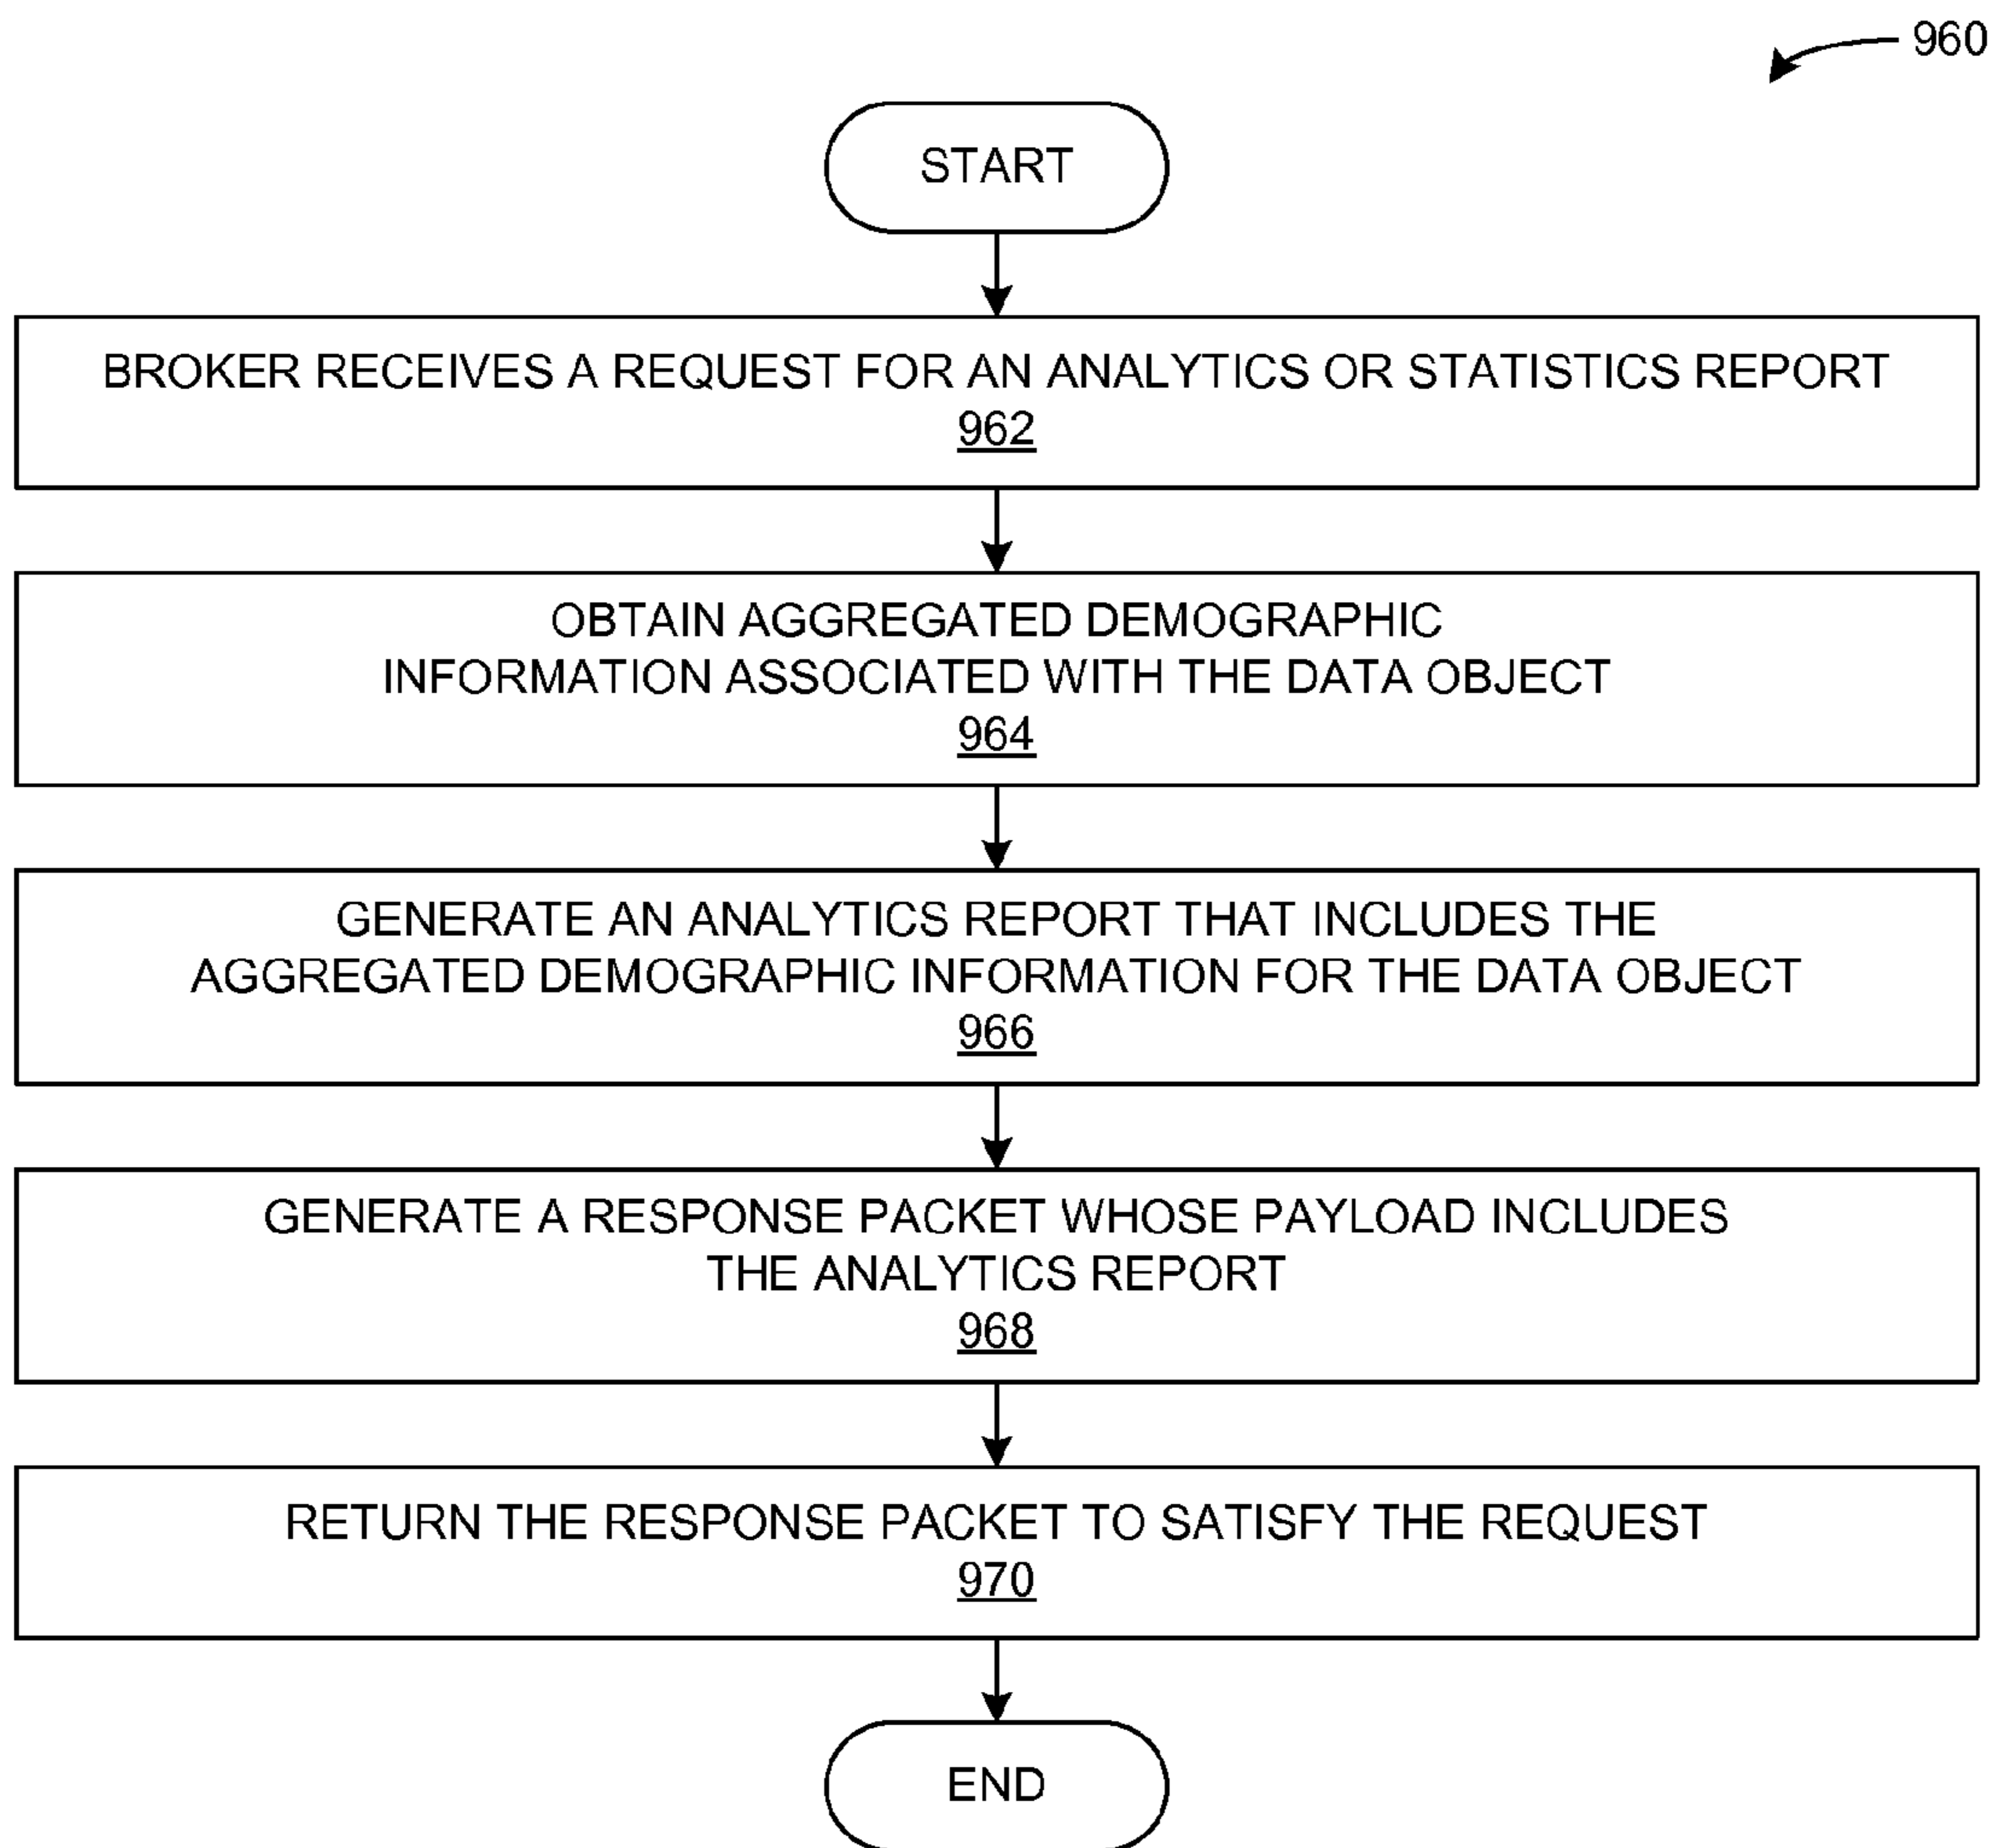 960
START
BROKER RECEIVES A REQUEST FOR AN ANALYTICS OR STATISTICS REPORT
962
OBTAIN AGGREGATED DEMOGRAPHIC
INFORMATION ASSOCIATED WITH THE DATA OBJECT
964
GENERATE AN ANALYTICS REPORT THAT INCLUDES THE
AGGREGATED DEMOGRAPHIC INFORMATION FOR THE DATA OBJECT
966
GENERATE A RESPONSE PACKET WHOSE PAYLOAD INCLUDES
THE ANALYTICS REPORT
968
RETURN THE RESPONSE PACKET TO SATISFY THE REQUEST
970
END